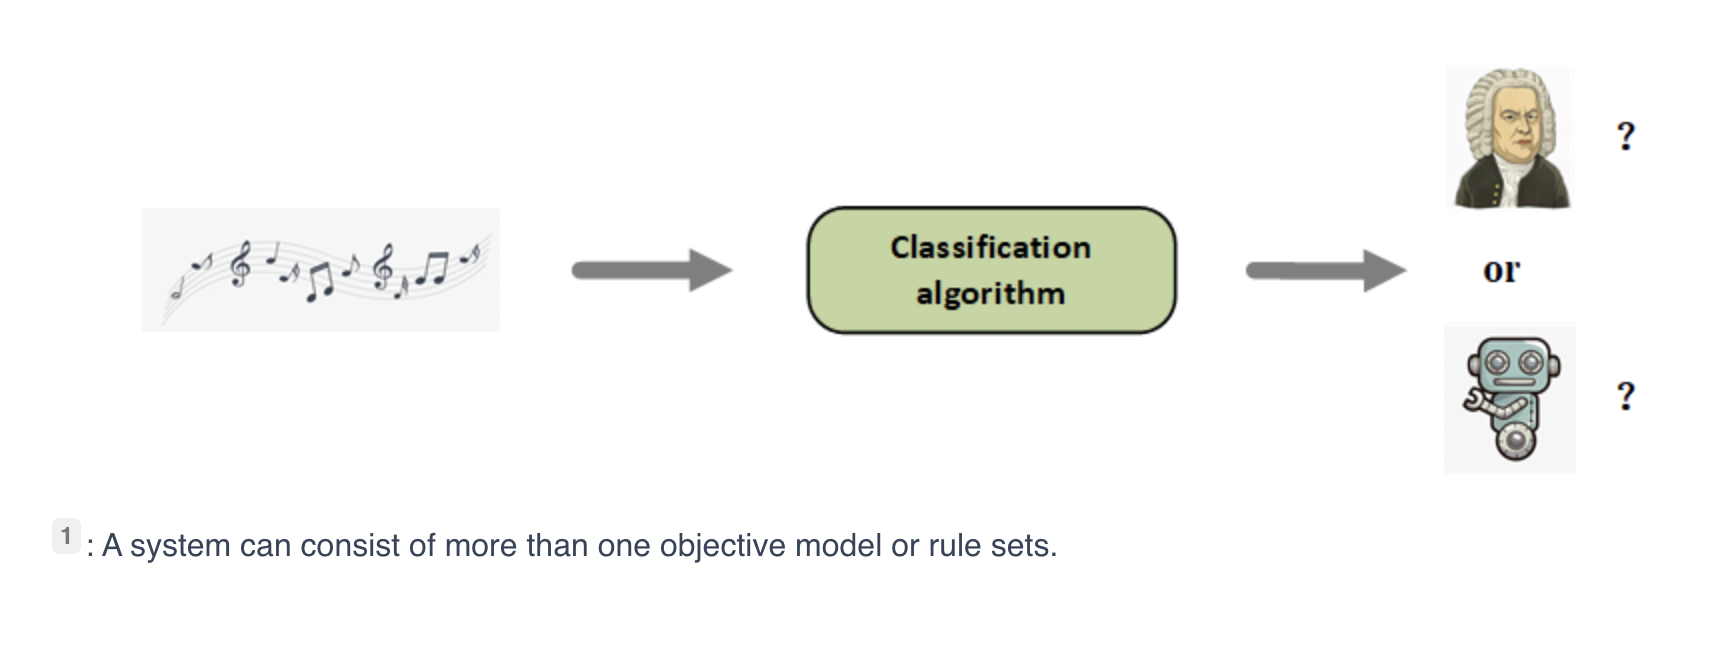 ?
Classification
algorithm
or
?
1 : A system can consist of more than one objective model or rule sets.